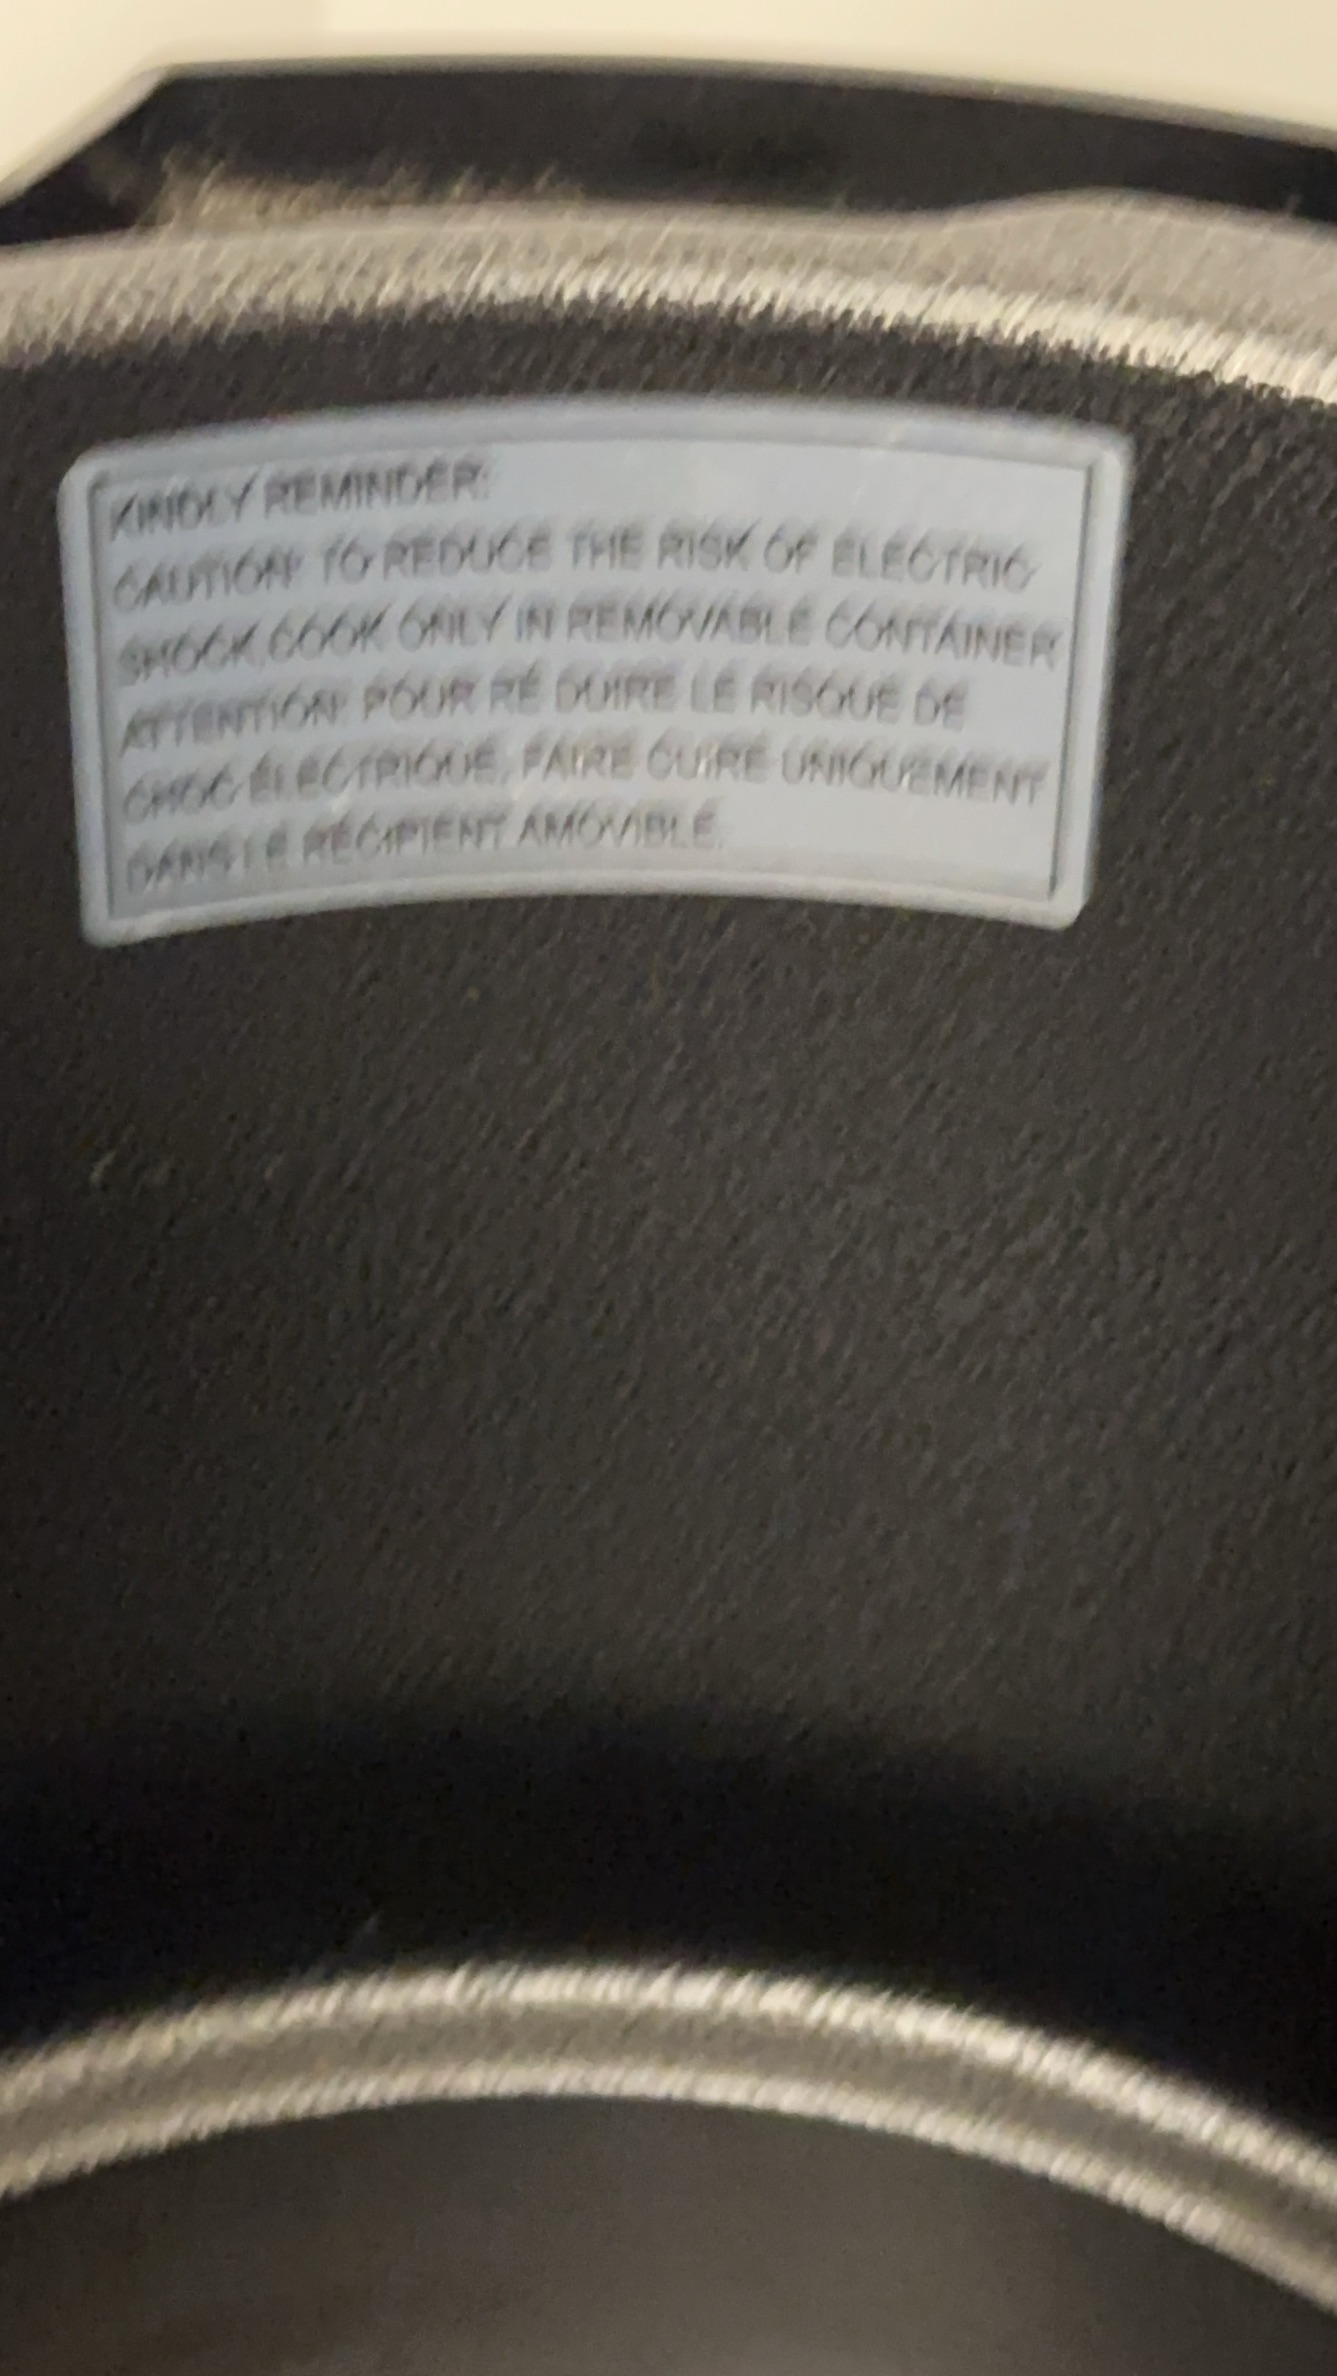 KINDLY REMINDER:
CAUTION: TO REDUCE THE RISK OF ELECTRIC
SHOCK,COOK ONLY IN REMOVABLE CONTAINER
ATTENTION: POUR RÉ DUIRE LE RISQUE DE
CHOC ÉLECTRIQUE, FAIRE CUIRE UNIQUEMENT
DANS LE RÉCIPIENT AMOVIBLE.